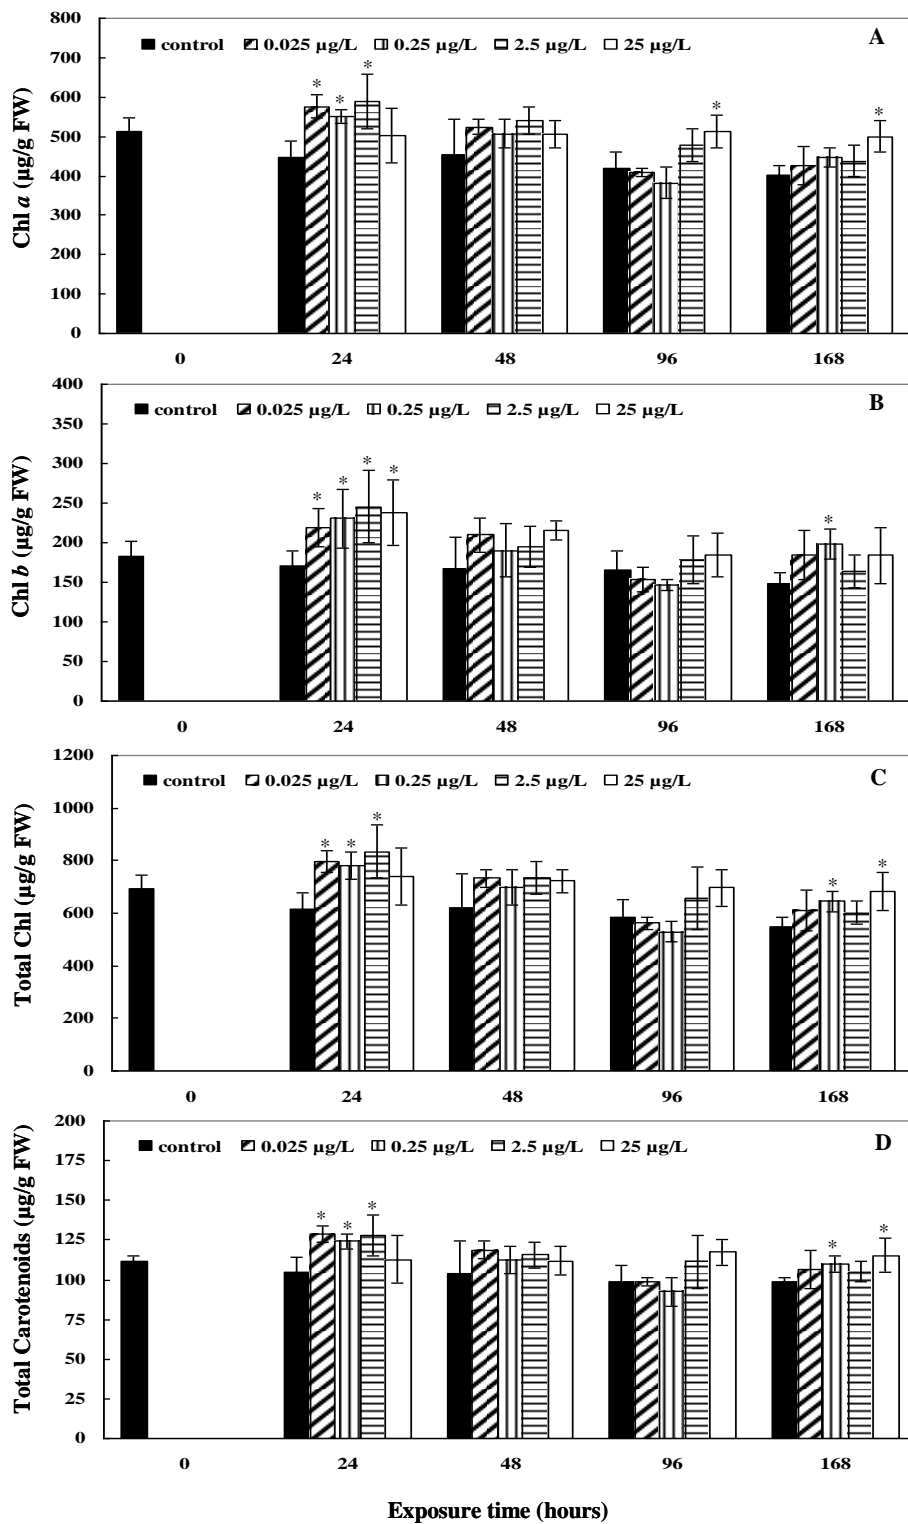 800
control 0.025 µg/L 0.25 µg/L 2.5 µg/L 25 µg/L A
700
600
500
400
300
200
100
0
Chl a (µg/g FW)
* * * * *
0 24 48 96 168
400
control 0.025 µg/L 0.25 µg/L 2.5 µg/L 25 µg/L B
350
300
250
200
150
100
50
0
Chl b (µg/g FW)
* * * * *
0 24 48 96 168
1200
control 0.025 µg/L 0.25 µg/L 2.5 µg/L 25 µg/L C
1000
800
600
400
200
0
Total Chl (µg/g FW)
* * * * *
0 24 48 96 168
200
control 0.025 µg/L 0.25 µg/L 2.5 µg/L 25 µg/L D
175
150
125
100
75
50
25
0
Total Carotenoids (µg/g FW)
* * * * *
0 24 48 96 168
Exposure time (hours)